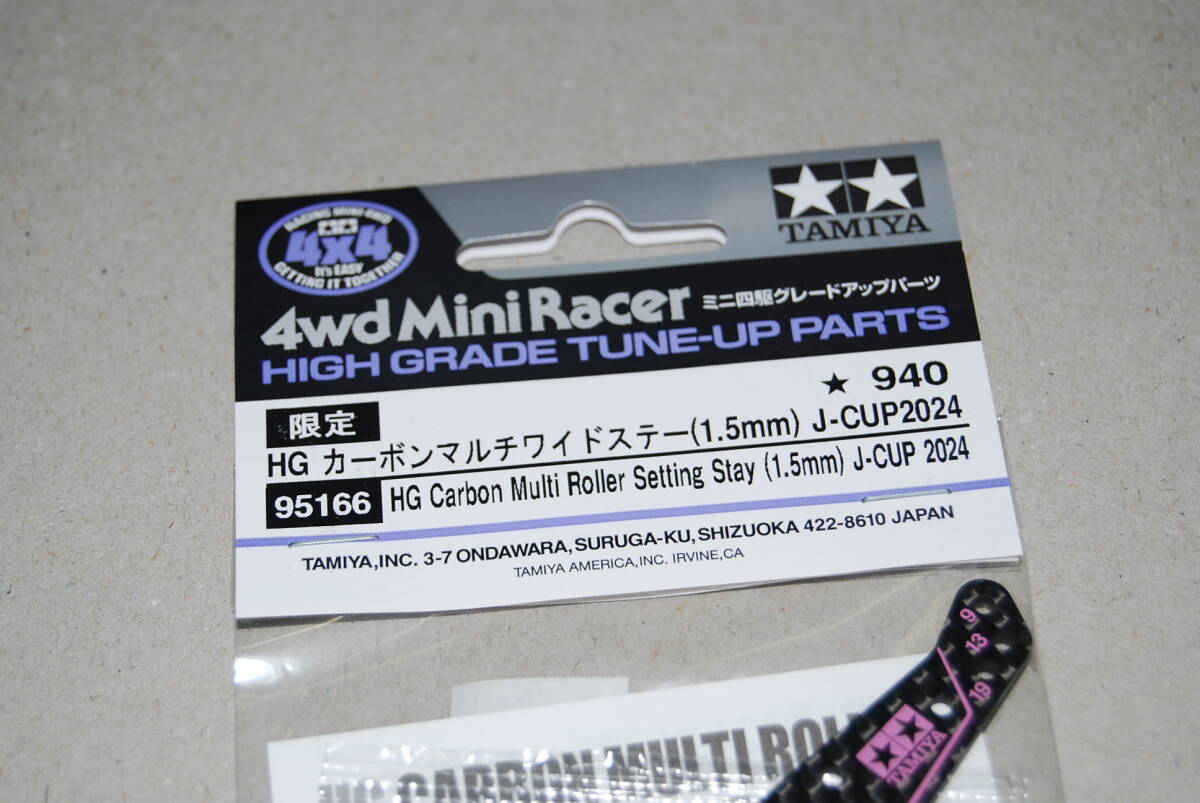 RACING MINI 4WD
4x4
It's EASY
GETTING IT TOGETHER
TAMIYA
4wd Mini Racer ミニ四駆グレードアップパーツ
HIGH GRADE TUNE-UP PARTS
★ 940
限定
HG カーボンマルチワイドステー(1.5mm) J-CUP2024
95166 HG Carbon Multi Roller Setting Stay (1.5mm) J-CUP 2024
TAMIYA,INC. 3-7 ONDAWARA,SURUGA-KU,SHIZUOKA 422-8610 JAPAN
TAMIYA AMERICA,INC. IRVINE,CA
9
13
19
TAMIYA
HG CARBON MULTI